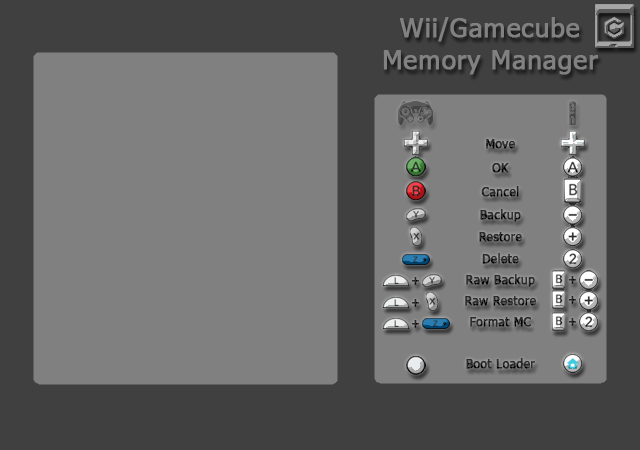 Wii/Gamecube
Memory Manager
Move
A OK A
B Cancel B
Y Backup −
X Restore +
Z Delete 2
L + Y Raw Backup B + −
L + X Raw Restore B + +
L + Z Format MC B + 2
Boot Loader